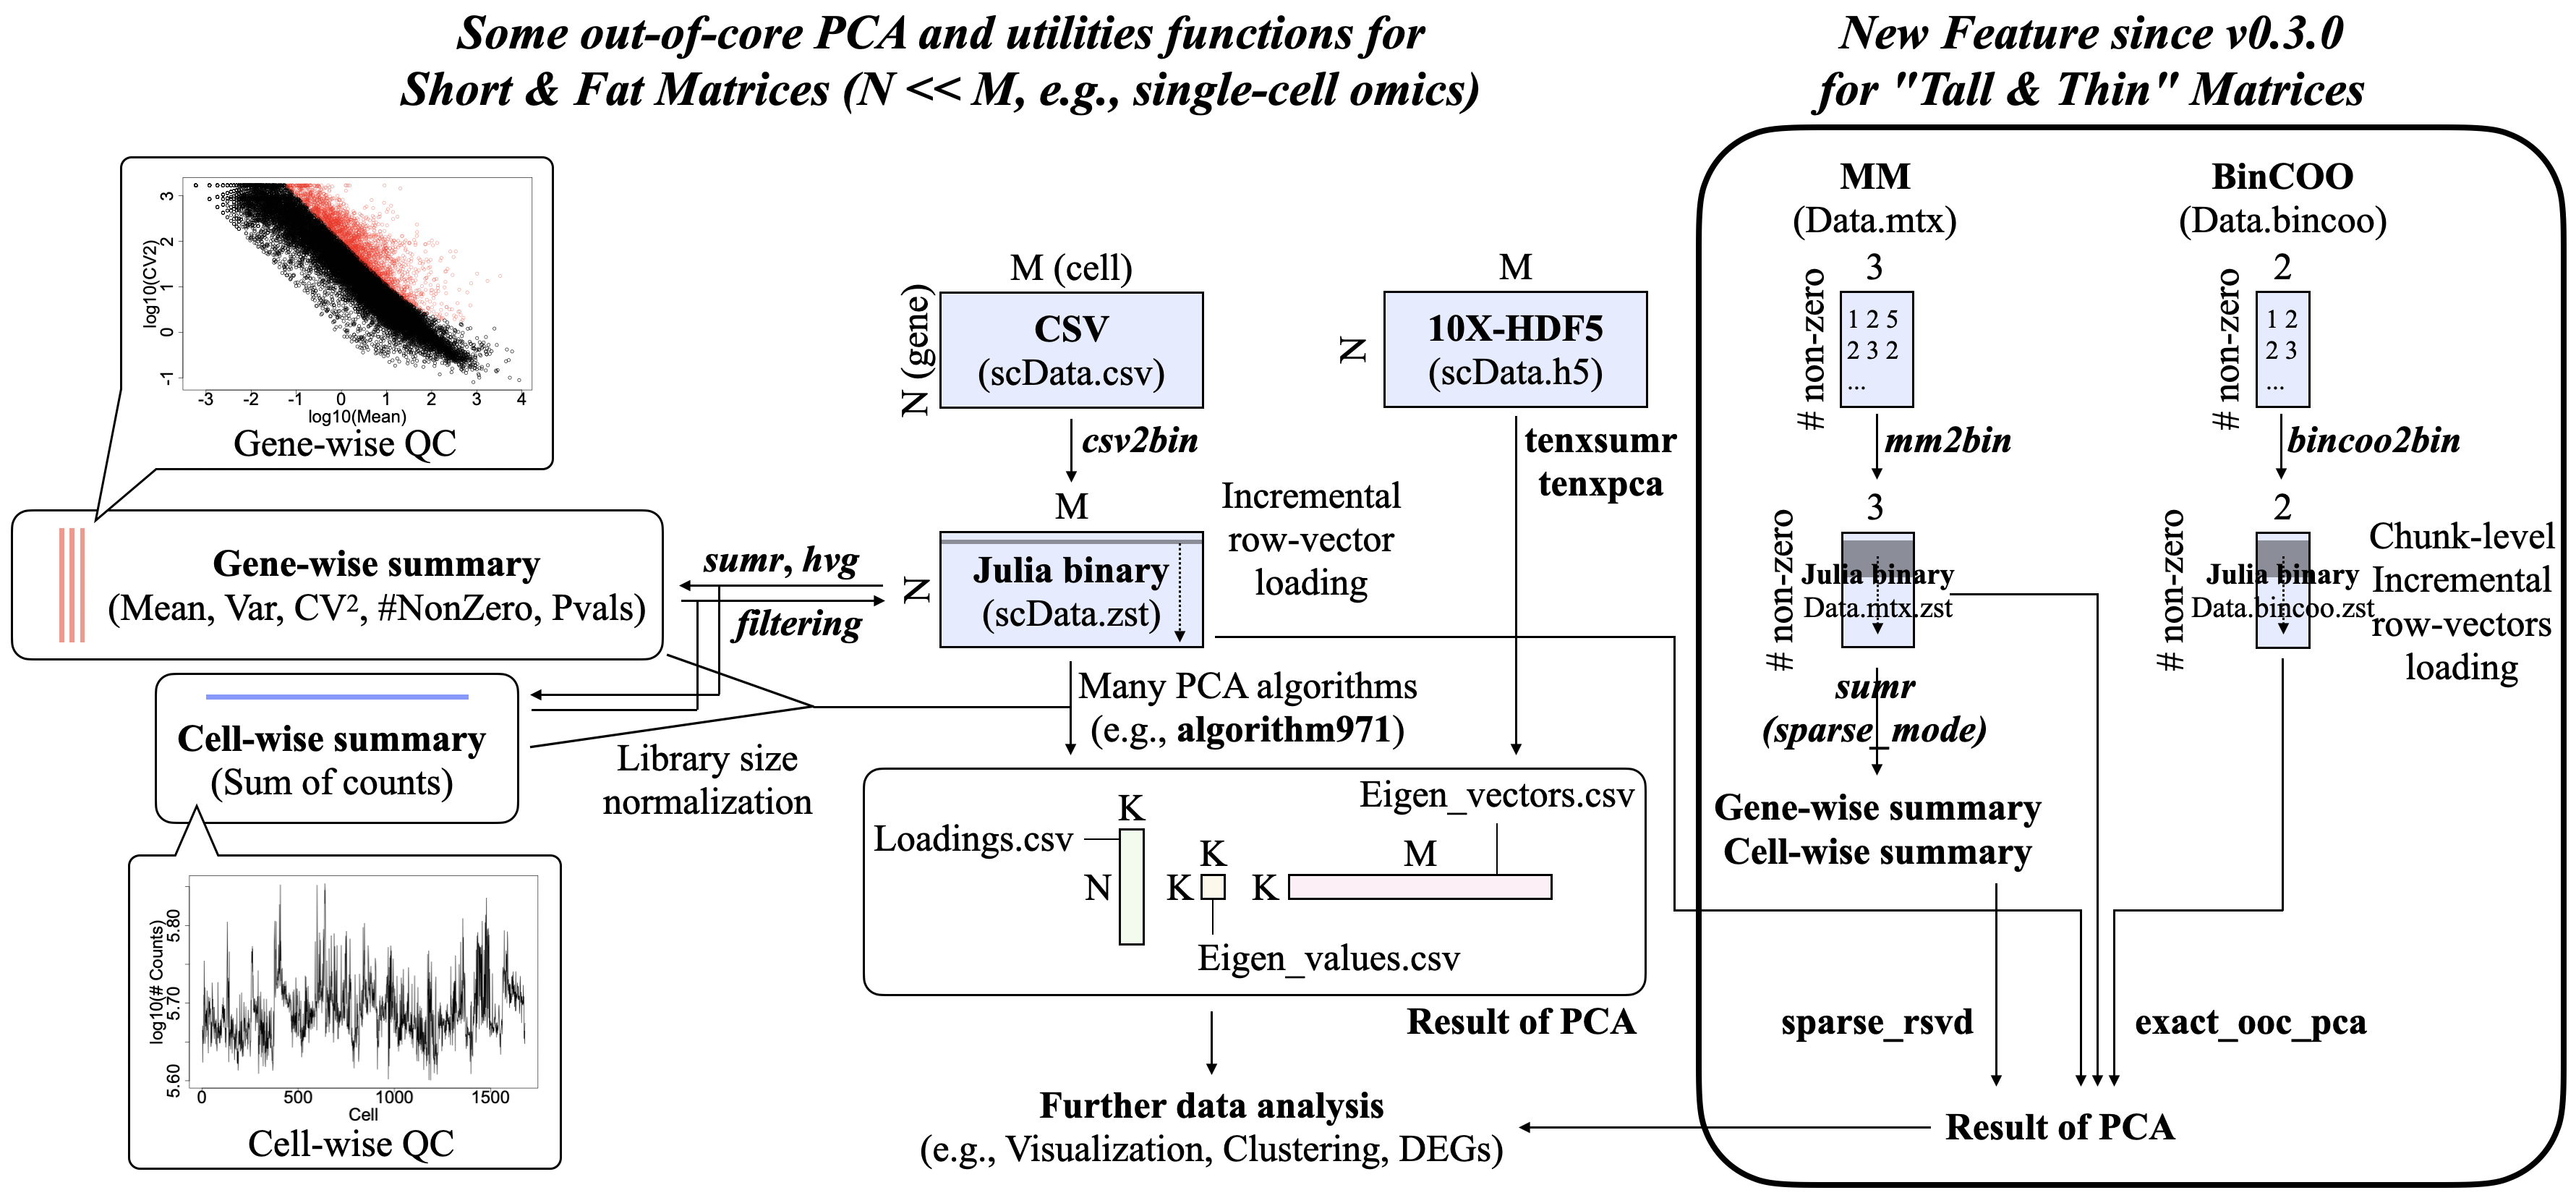 Some out-of-core PCA and utilities functions for
Short & Fat Matrices (N << M, e.g., single-cell omics)
New Feature since v0.3.0
for "Tall & Thin" Matrices
3
2
1
0
-1
log10(CV2)
-3 -2 -1 0 1 2 3 4
log10(Mean)
Gene-wise QC
Gene-wise summary
(Mean, Var, CV², #NonZero, Pvals)
sumr, hvg
filtering
Cell-wise summary
(Sum of counts)
Library size
normalization
5.80
5.70
5.60
log10(# Counts)
0 500 1000 1500
Cell
Cell-wise QC
M (cell)
N (gene)
CSV
(scData.csv)
csv2bin
M
N
Julia binary
(scData.zst)
Incremental
row-vector
loading
M
N
10X-HDF5
(scData.h5)
tenxsumr
tenxpca
Many PCA algorithms
(e.g., algorithm971)
Loadings.csv
K
N
K
K
Eigen_values.csv
Eigen_vectors.csv
M
K
Result of PCA
Further data analysis
(e.g., Visualization, Clustering, DEGs)
MM
(Data.mtx)
3
# non-zero
1 2 5
2 3 2
...
mm2bin
3
# non-zero
Julia binary
Data.mtx.zst
sumr
(sparse_mode)
Gene-wise summary
Cell-wise summary
BinCOO
(Data.bincoo)
2
# non-zero
1 2
2 3
...
bincoo2bin
2
# non-zero
Julia binary
Data.bincoo.zst
Chunk-level
Incremental
row-vectors
loading
sparse_rsvd
exact_ooc_pca
Result of PCA